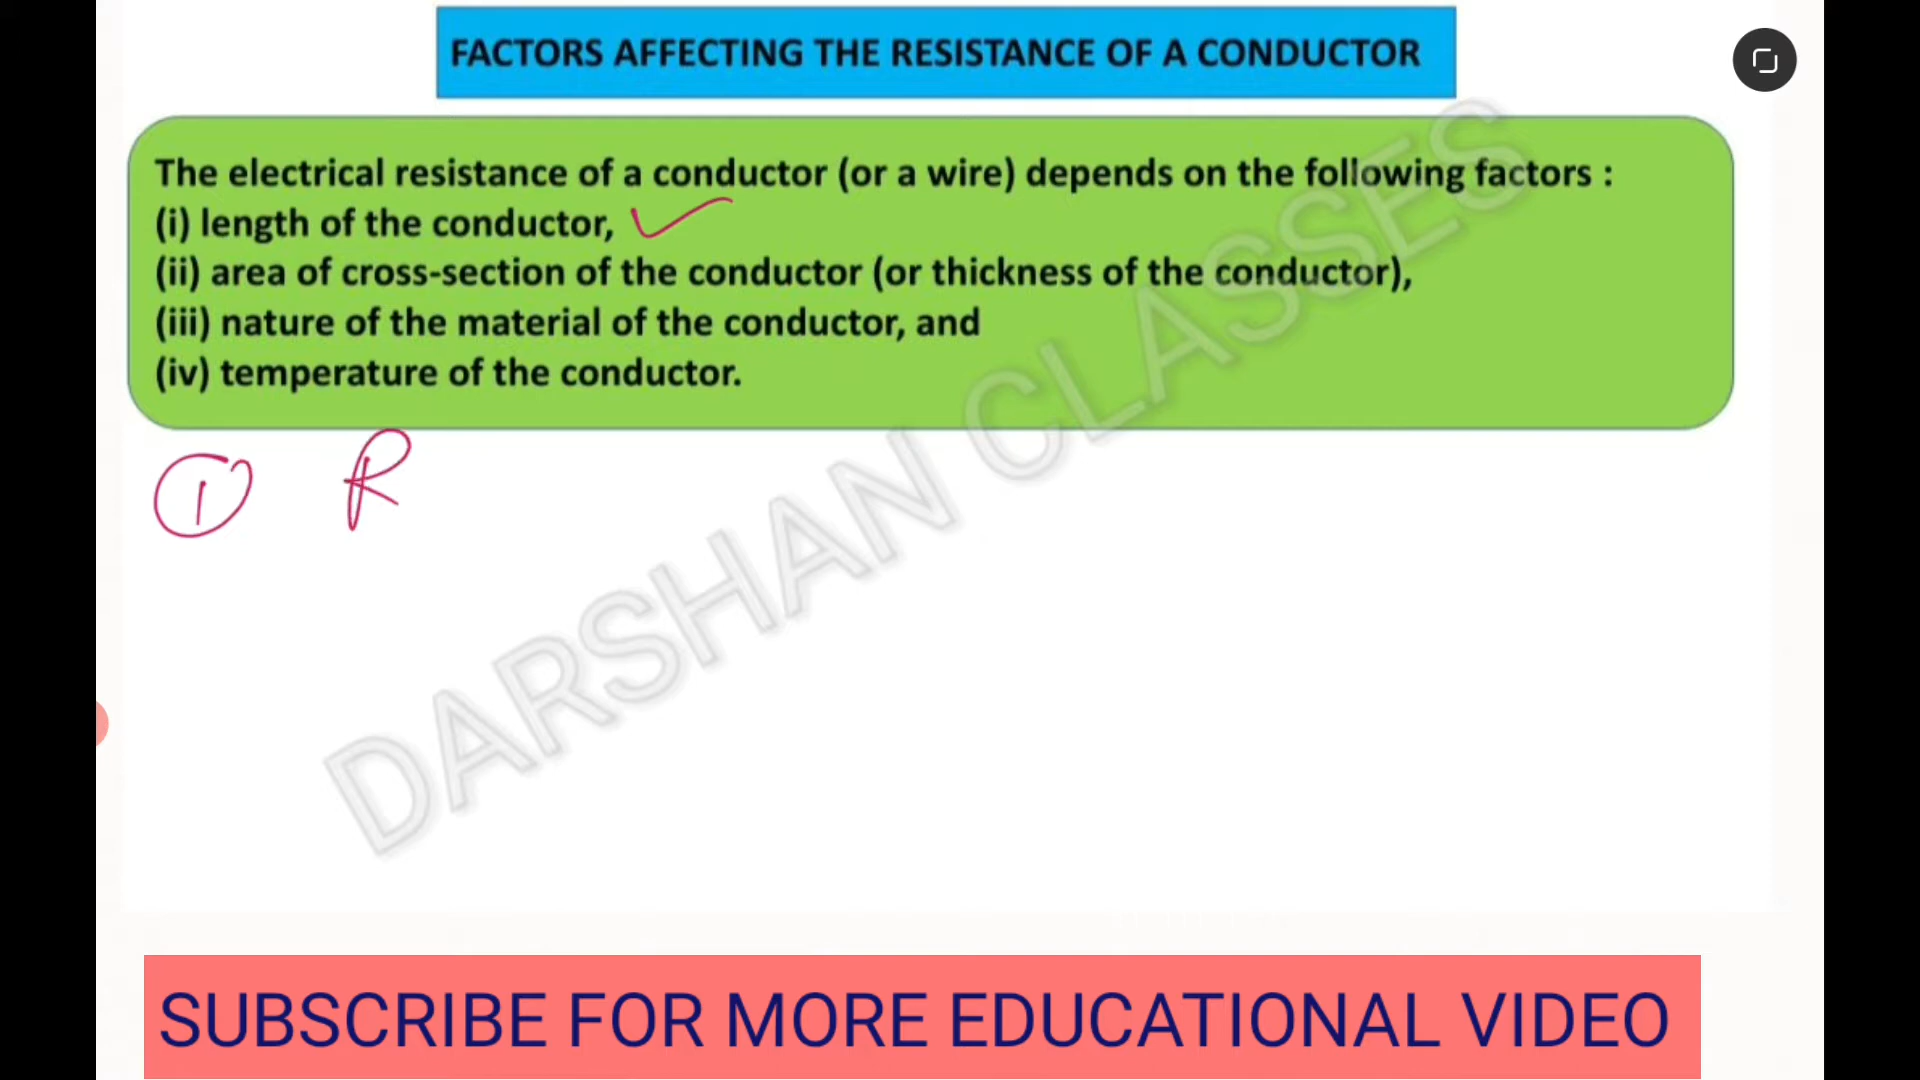 FACTORS AFFECTING THE RESISTANCE OF A CONDUCTOR
The electrical resistance of a conductor (or a wire) depends on the following factors :
(i) length of the conductor,
(ii) area of cross-section of the conductor (or thickness of the conductor),
(iii) nature of the material of the conductor, and
(iv) temperature of the conductor.
1 R
DARSHAN CLASSES
SUBSCRIBE FOR MORE EDUCATIONAL VIDEO